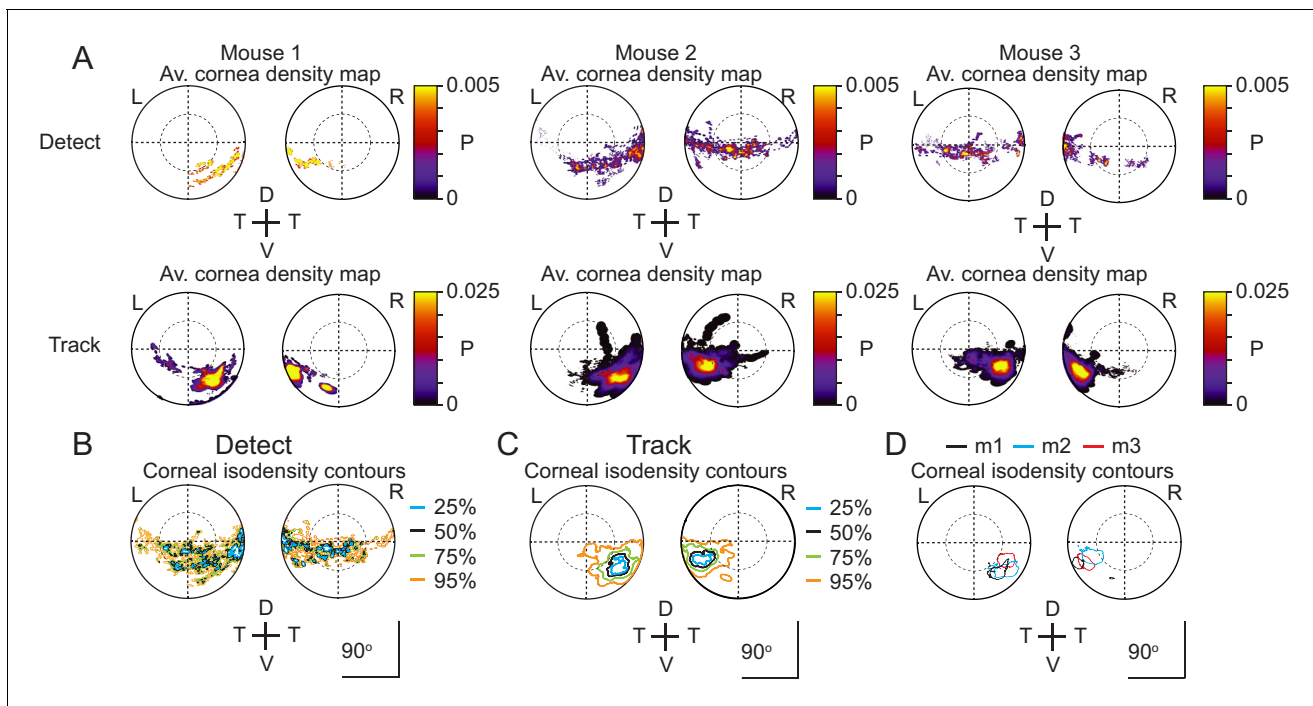 A
Mouse 1
Mouse 2
Mouse 3
Av. cornea density map
Av. cornea density map
Av. cornea density map
L
R
0.005
P
0
L
R
0.005
P
0
L
R
0.005
P
0
Detect
D
T T
V
D
T T
V
D
T T
V
Av. cornea density map
Av. cornea density map
Av. cornea density map
L
R
0.025
P
0
L
R
0.025
P
0
L
R
0.025
P
0
Track
B
Detect
Corneal isodensity contours
L
R
25%
50%
75%
95%
D
T T
V
90°
C
Track
Corneal isodensity contours
L
R
25%
50%
75%
95%
D
T T
V
90°
D
m1 m2 m3
Corneal isodensity contours
L
R
D
T T
V
90°